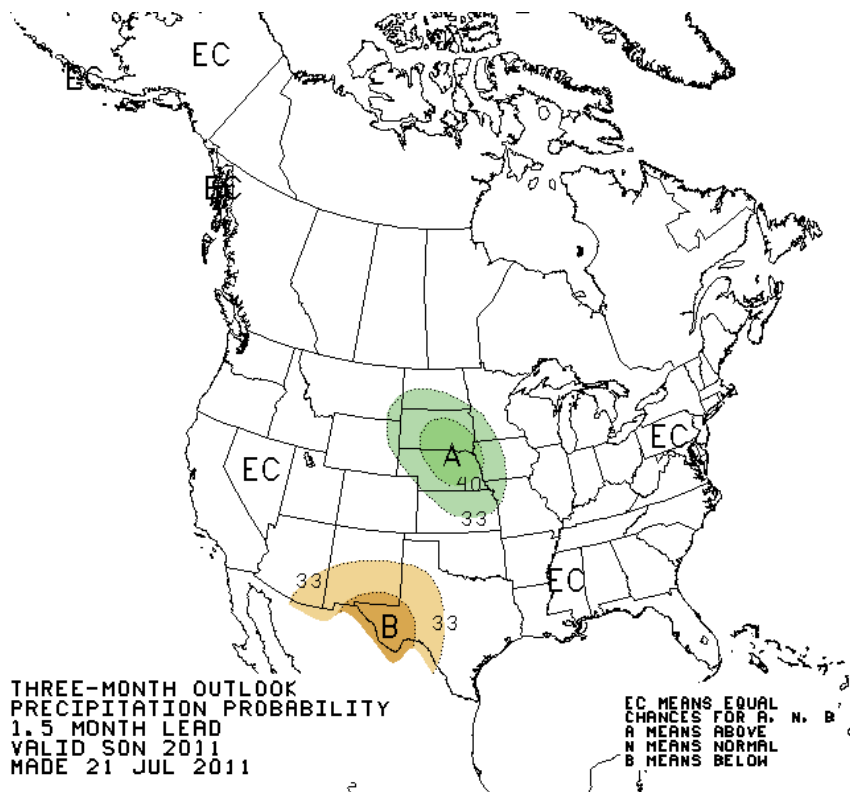 EC
EC
EC
A
40
33
EC
EC
EC
33
B
33
THREE-MONTH OUTLOOK
PRECIPITATION PROBABILITY
1.5 MONTH LEAD
VALID SON 2011
MADE 21 JUL 2011
EC MEANS EQUAL
CHANCES FOR A, N, B
A MEANS ABOVE
N MEANS NORMAL
B MEANS BELOW